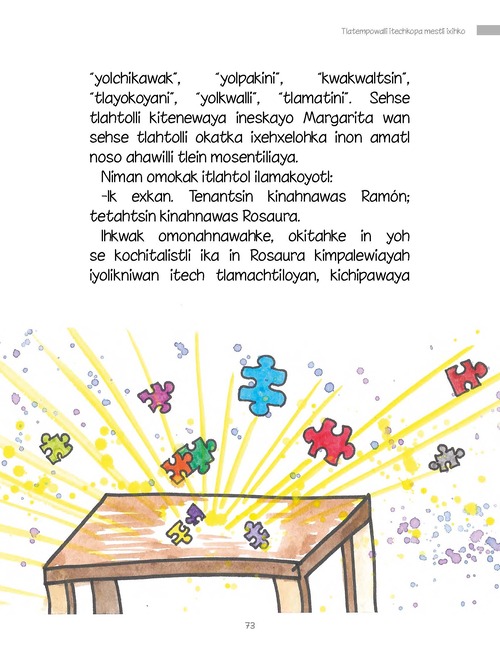 Tlatempowalli itechkopa mestli ixihko
"yolchikawak", "yolpakini", "kwakwaltsin",
"tlayokoyani", "yolkwalli", "tlamatini". Sehse
tlahtolli kitenewaya ineskayo Margarita wan
sehse tlahtolli okatka ixehxelohka inon amatl
noso ahawilli tlein mosentiliaya.
Niman omokak itlahtol ilamakoyotl:
-Ik exkan. Tenantsin kinahnawas Ramón;
tetahtsin kinahnawas Rosaura.
Ihkwak omonahnawahke, okitahke in yoh
se kochitalistli ika in Rosaura kimpalewiayah
iyolikniwan itech tlamachtiloyan, kichipawaya
73